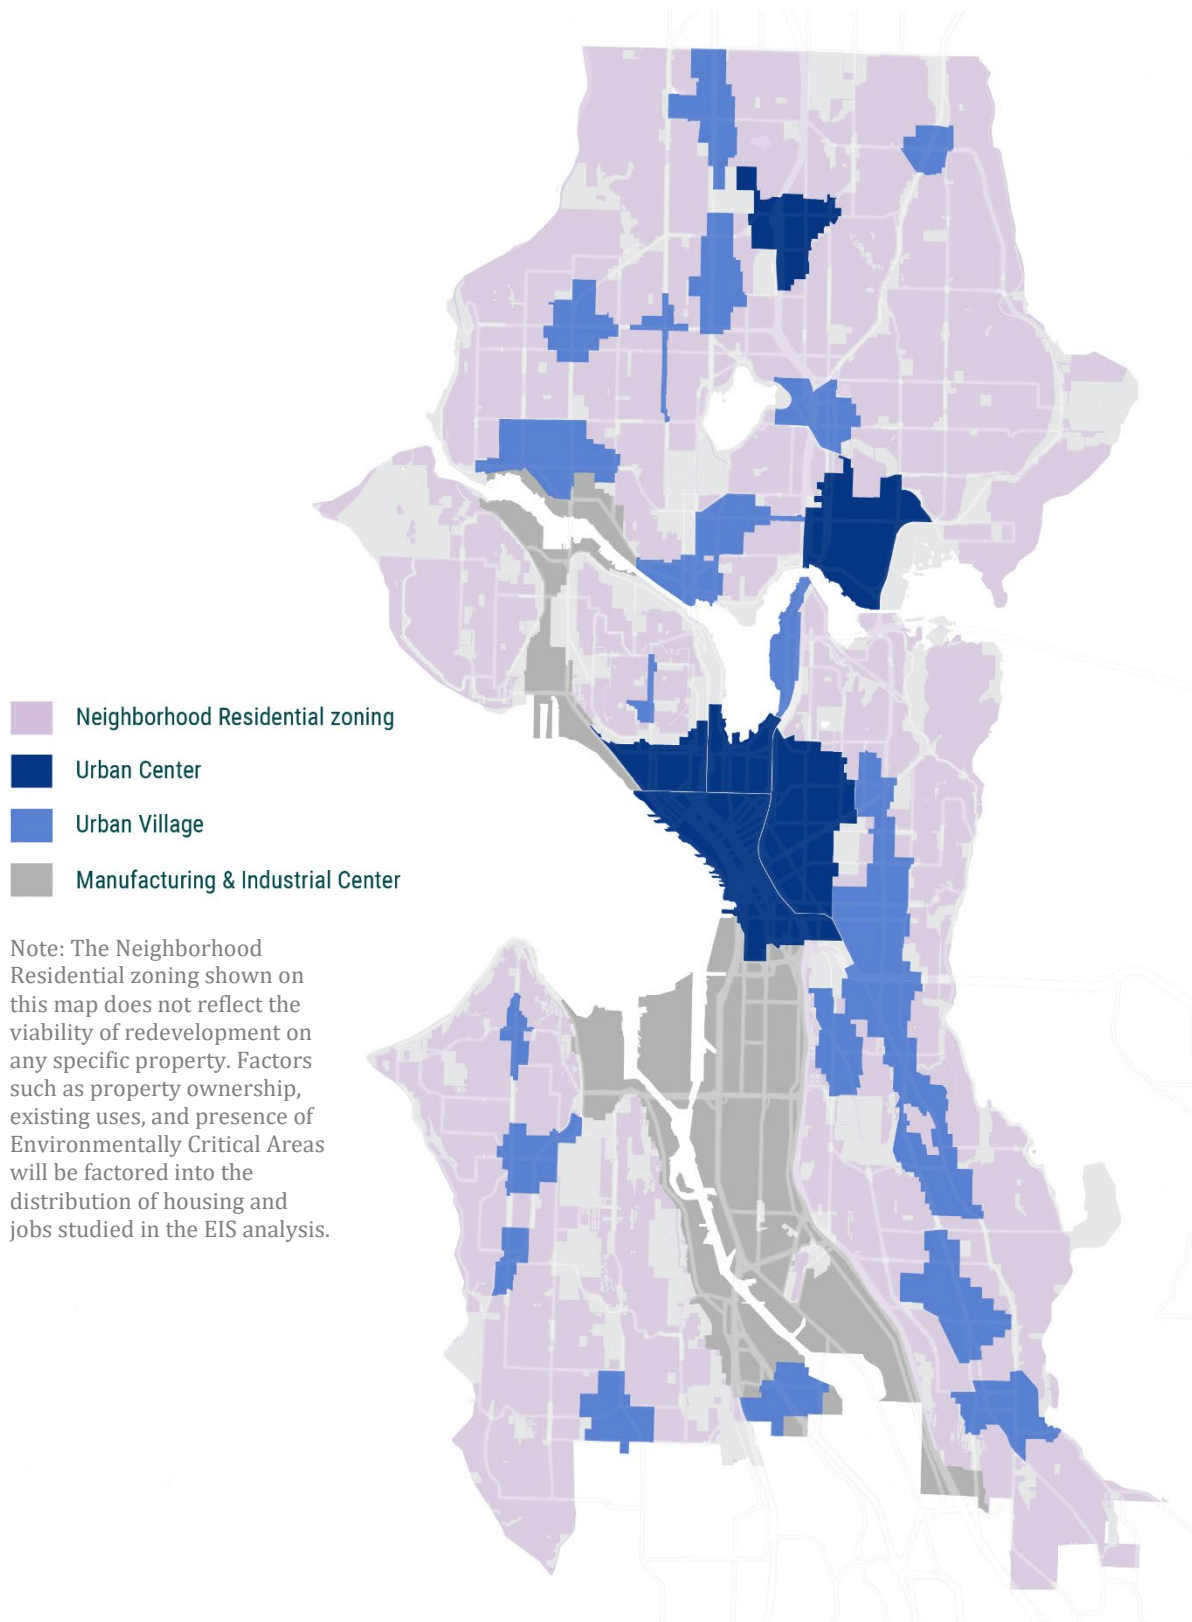 Neighborhood Residential zoning
Urban Center
Urban Village
Manufacturing & Industrial Center
Note: The Neighborhood
Residential zoning shown on
this map does not reflect the
viability of redevelopment on
any specific property. Factors
such as property ownership,
existing uses, and presence of
Environmentally Critical Areas
will be factored into the
distribution of housing and
jobs studied in the EIS analysis.